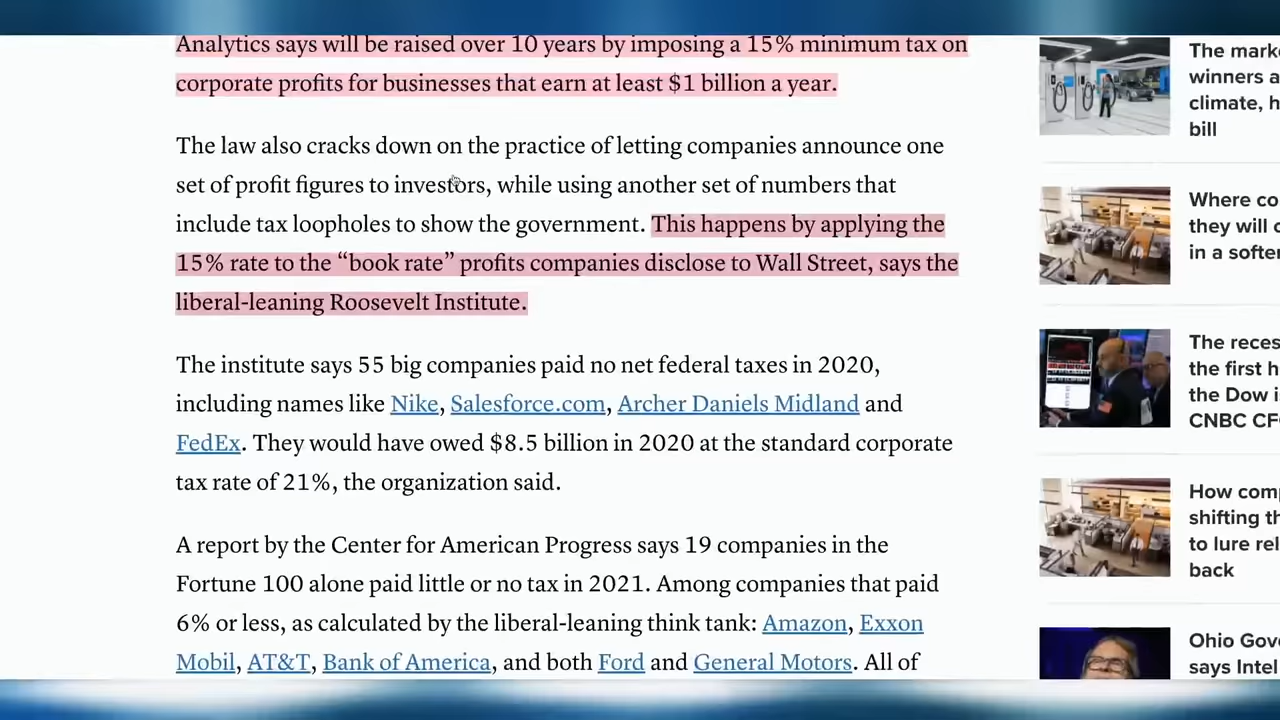 Analytics says will be raised over 10 years by imposing a 15% minimum tax on
corporate profits for businesses that earn at least $1 billion a year.
The law also cracks down on the practice of letting companies announce one
set of profit figures to investors, while using another set of numbers that
include tax loopholes to show the government. This happens by applying the
15% rate to the “book rate” profits companies disclose to Wall Street, says the
liberal-leaning Roosevelt Institute.
The institute says 55 big companies paid no net federal taxes in 2020,
including names like Nike, Salesforce.com, Archer Daniels Midland and
FedEx. They would have owed $8.5 billion in 2020 at the standard corporate
tax rate of 21%, the organization said.
A report by the Center for American Progress says 19 companies in the
Fortune 100 alone paid little or no tax in 2021. Among companies that paid
6% or less, as calculated by the liberal-leaning think tank: Amazon, Exxon
Mobil, AT&T, Bank of America, and both Ford and General Motors. All of
The marke
winners a
climate, h
bill
Where co
they will c
in a softer
The reces
the first h
the Dow i
CNBC CF
How comp
shifting th
to lure rel
back
Ohio Gov
says Intel